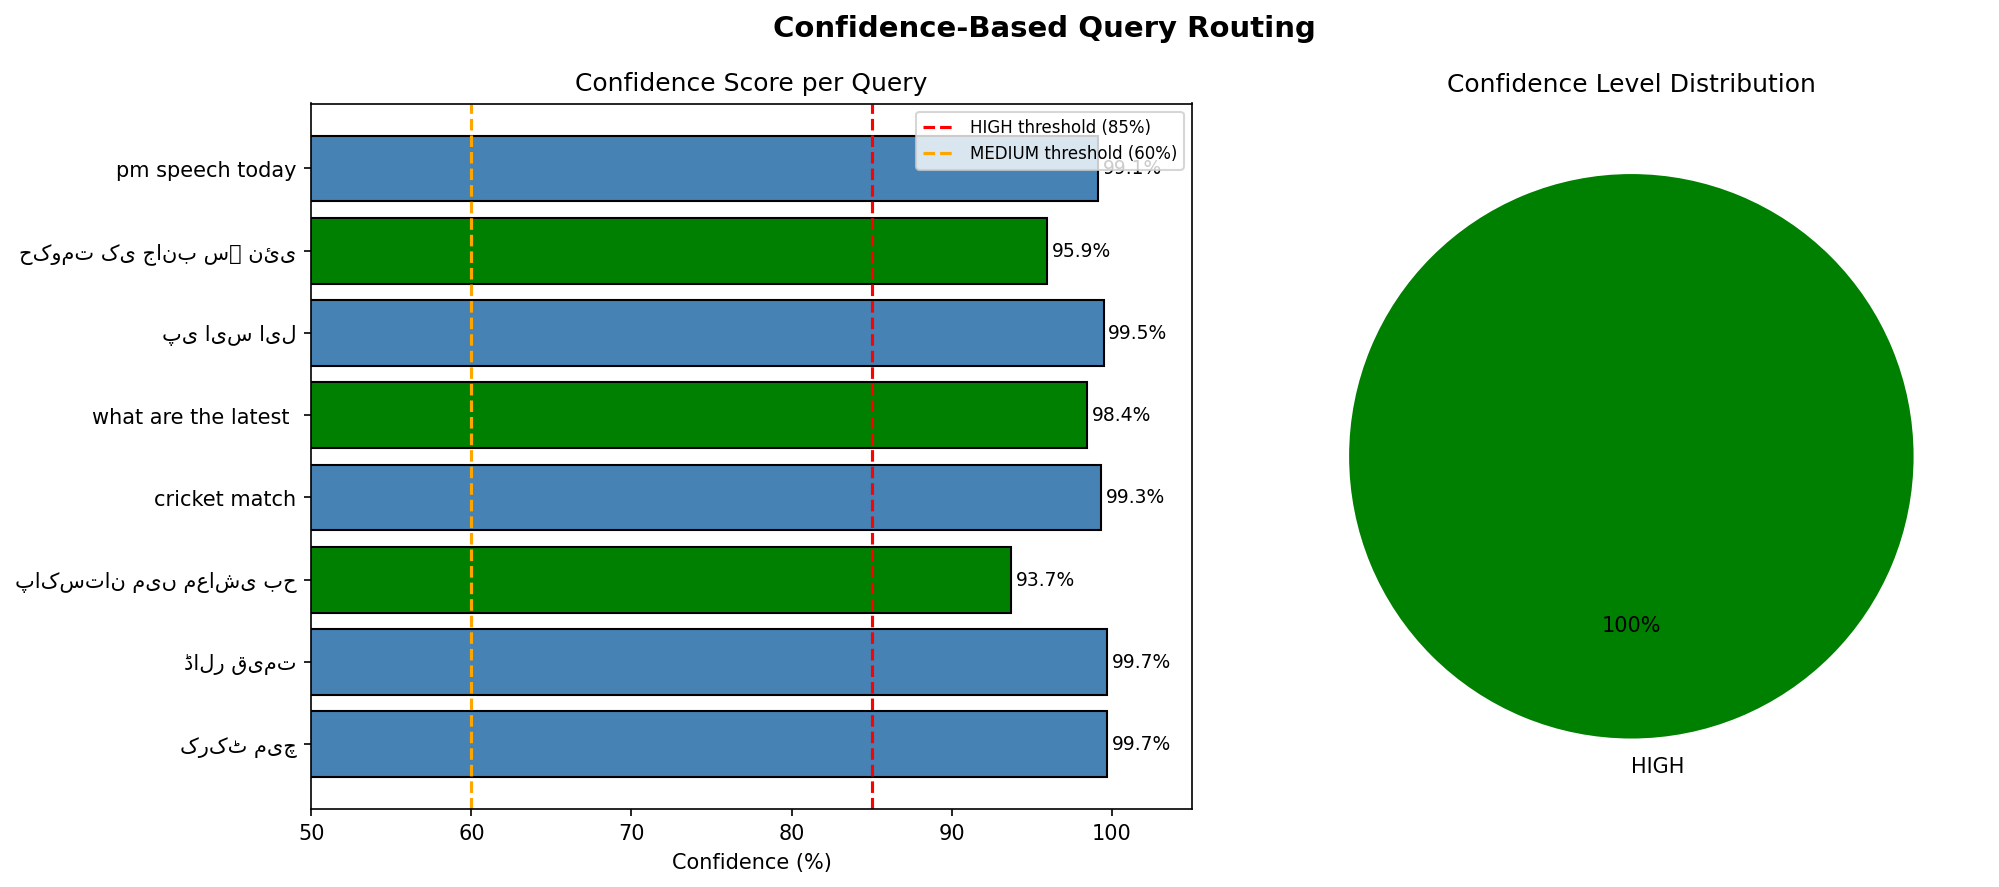 Confidence-Based Query Routing
Confidence Score per Query
HIGH threshold (85%)
MEDIUM threshold (60%)
pm speech today
99.1%
حکومت کی جانب نئی
95.9%
پی ایس ایل
99.5%
what are the latest
98.4%
cricket match
99.3%
پاکستان میں معاشی بح
93.7%
ڈالر قیمت
99.7%
کرکٹ میچ
99.7%
50 60 70 80 90 100
Confidence (%)
Confidence Level Distribution
100%
HIGH